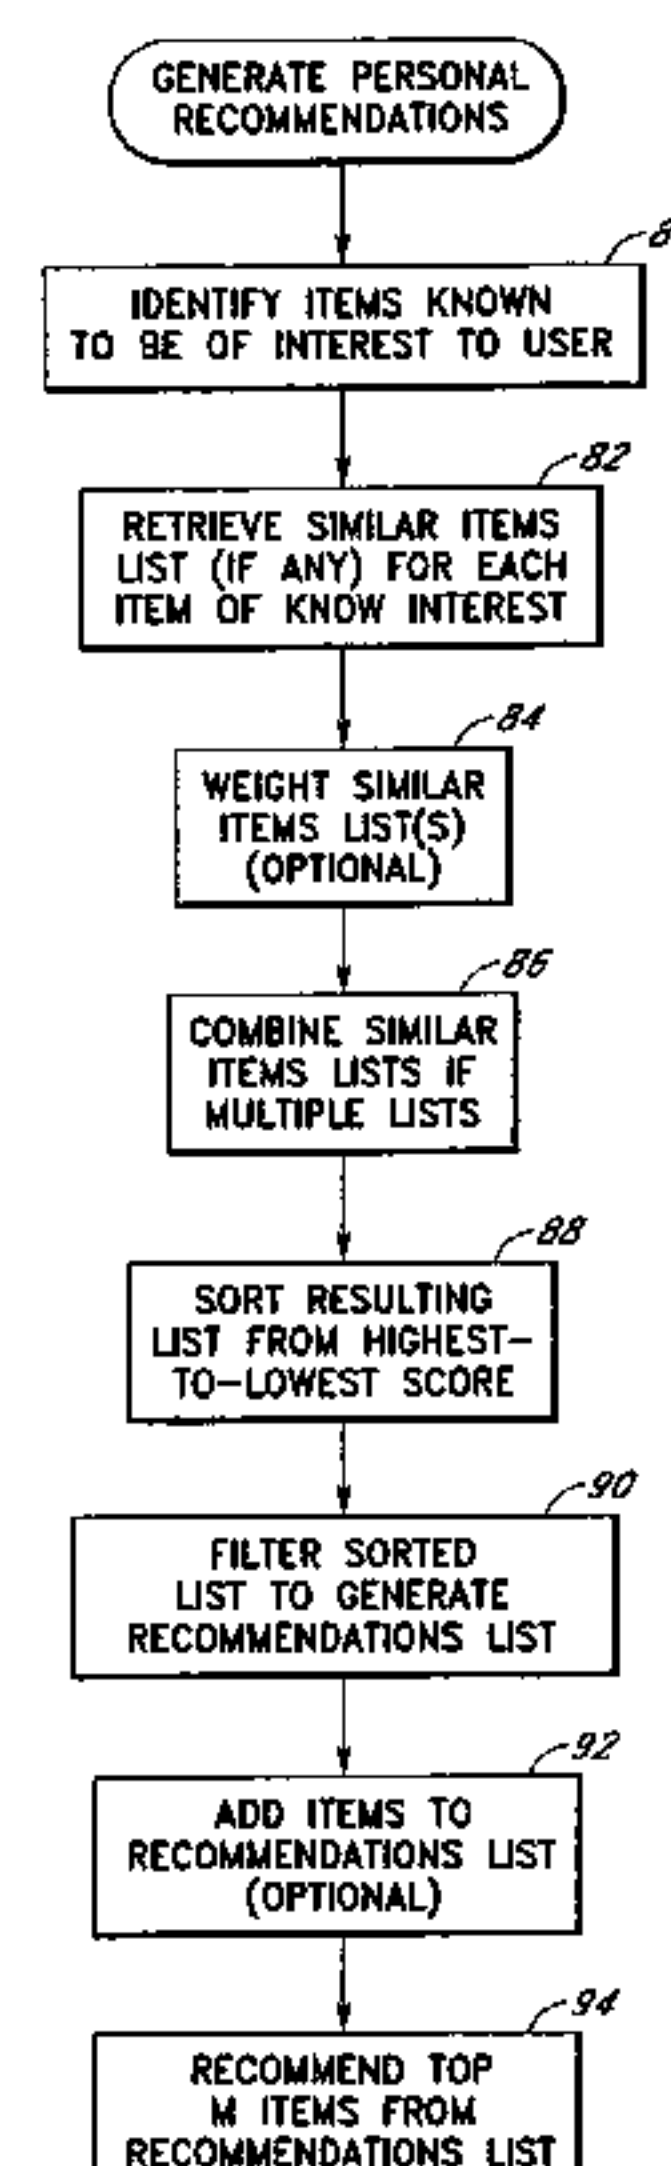 GENERATE PERSONAL
RECOMMENDATIONS
8
IDENTIFY ITEMS KNOWN
TO BE OF INTEREST TO USER
82
RETRIEVE SIMILAR ITEMS
LIST (IF ANY) FOR EACH
ITEM OF KNOW INTEREST
84
WEIGHT SIMILAR
ITEMS LIST(S)
(OPTIONAL)
86
COMBINE SIMILAR
ITEMS LISTS IF
MULTIPLE LISTS
88
SORT RESULTING
LIST FROM HIGHEST-
TO-LOWEST SCORE
90
FILTER SORTED
LIST TO GENERATE
RECOMMENDATIONS LIST
92
ADD ITEMS TO
RECOMMENDATIONS LIST
(OPTIONAL)
94
RECOMMEND TOP
M ITEMS FROM
RECOMMENDATIONS LIST